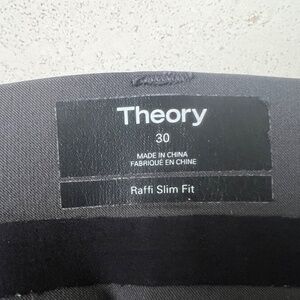 Theory
30
MADE IN CHINA
FABRIQUÉ EN CHINE
Raffi Slim Fit